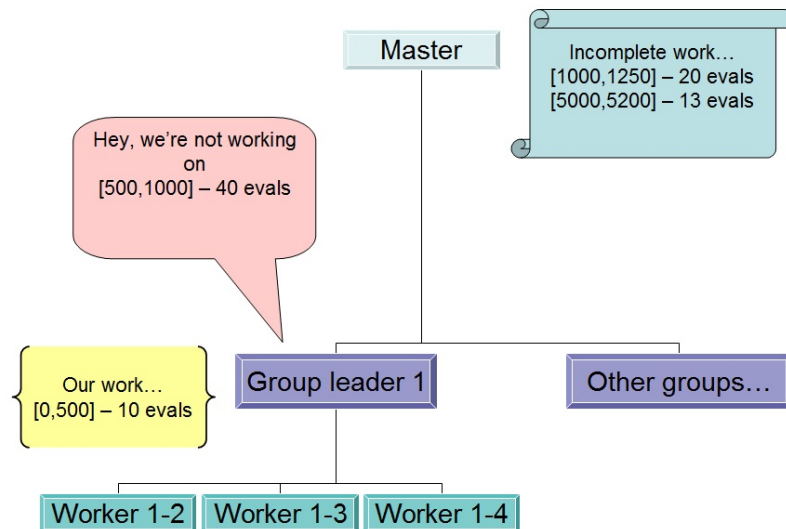 Master
Incomplete work…
[1000,1250] – 20 evals
[5000,5200] – 13 evals
Hey, we’re not working
on
[500,1000] – 40 evals
Our work…
[0,500] – 10 evals
Group leader 1
Other groups…
Worker 1-2
Worker 1-3
Worker 1-4